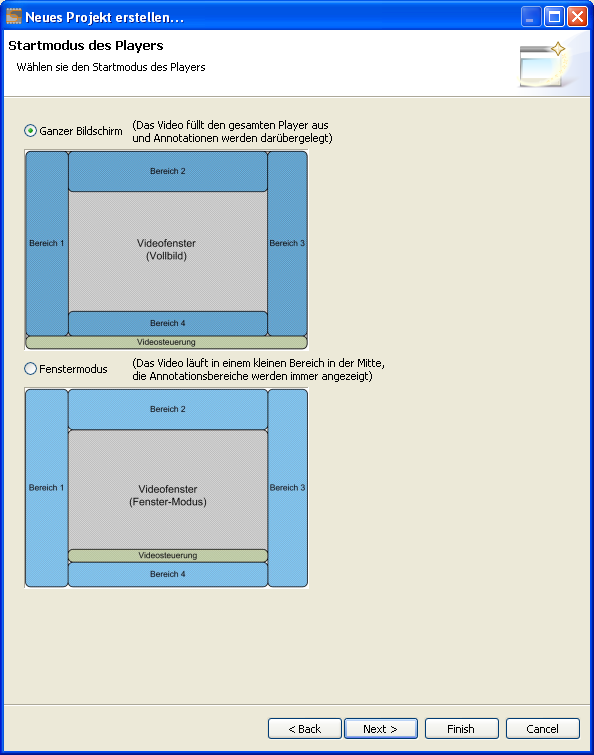 Neues Projekt erstellen...
Startmodus des Players
Wählen sie den Startmodus des Players
Ganzer Bildschirm
(Das Video füllt den gesamten Player aus
und Annotationen werden darübergelegt)
Bereich 2
Bereich 1
Videofenster
(Vollbild)
Bereich 3
Bereich 4
Videosteuerung
Fenstermodus
(Das Video läuft in einem kleinen Bereich in der Mitte,
die Annotationsbereiche werden immer angezeigt)
Bereich 2
Bereich 1
Videofenster
(Fenster-Modus)
Bereich 3
Videosteuerung
Bereich 4
< Back
Next >
Finish
Cancel